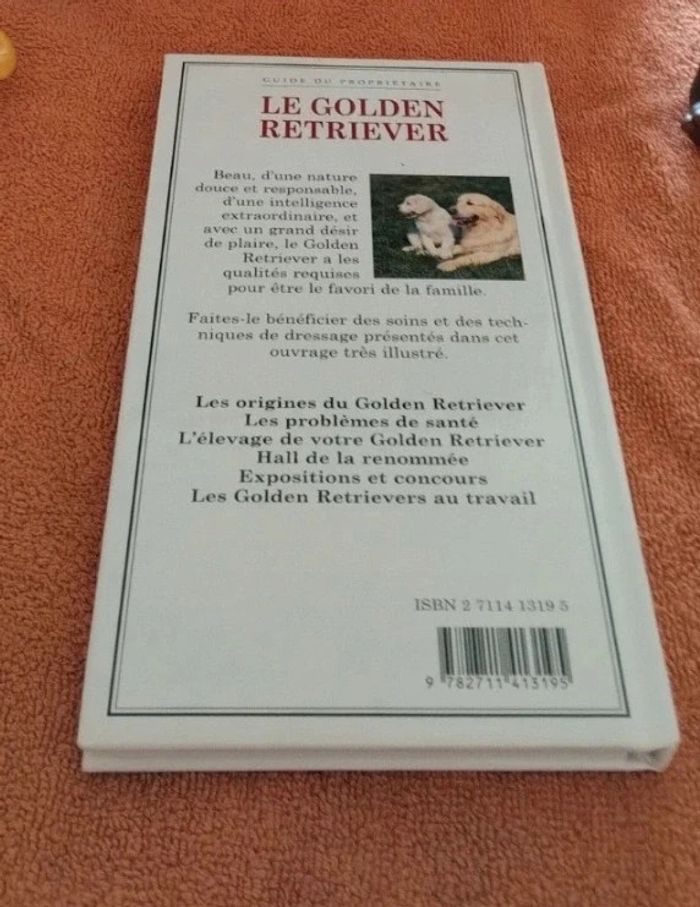 GUIDE DU PROPRIÉTAIRE
LE GOLDEN
RETRIEVER
Beau, d'une nature
douce et responsable,
d'une intelligence
extraordinaire, et
avec un grand désir
de plaire, le Golden
Retriever a les
qualités requises
pour être le favori de la famille.
Faites-le bénéficier des soins et des tech-
niques de dressage présentés dans cet
ouvrage très illustré.
Les origines du Golden Retriever
Les problèmes de santé
L'élevage de votre Golden Retriever
Hall de la renommée
Expositions et concours
Les Golden Retrievers au travail
ISBN 2 7114 1319 5
9 782711 413195